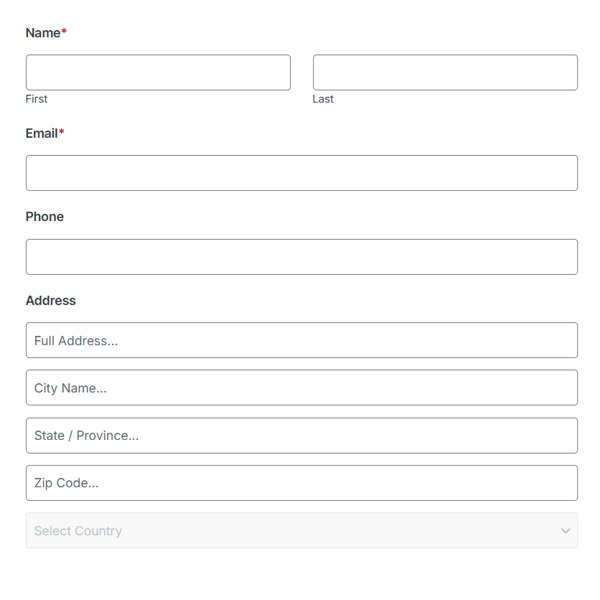 Name*
First Last
Email*
Phone
Address
Full Address...
City Name...
State / Province...
Zip Code...
Select Country